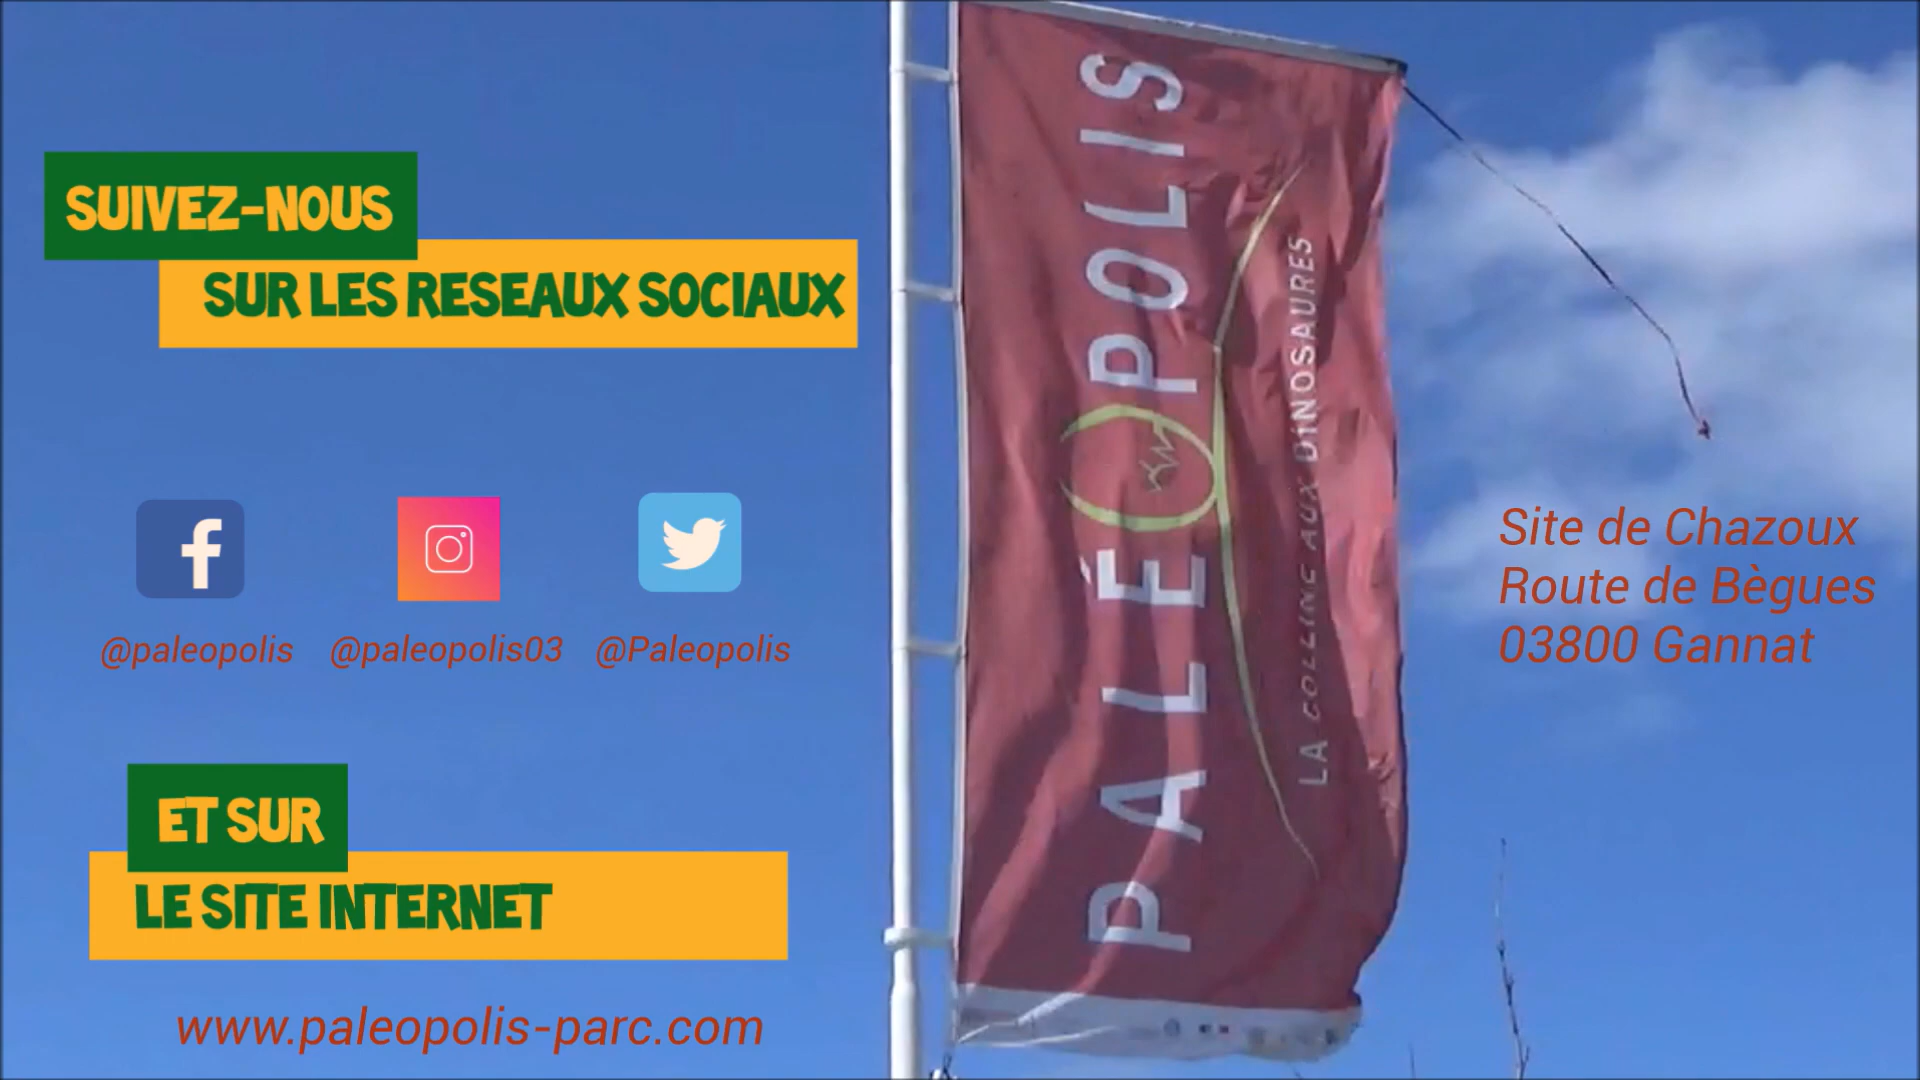 SUIVEZ-NOUS
SUR LES RESEAUX SOCIAUX
@paleopolis
@paleopolis03
@Paleopolis
ET SUR
LE SITE INTERNET
www.paleopolis-parc.com
PALÉOPOLIS
LA COLLINE AUX DINOSAURES
Site de Chazoux
Route de Bègues
03800 Gannat